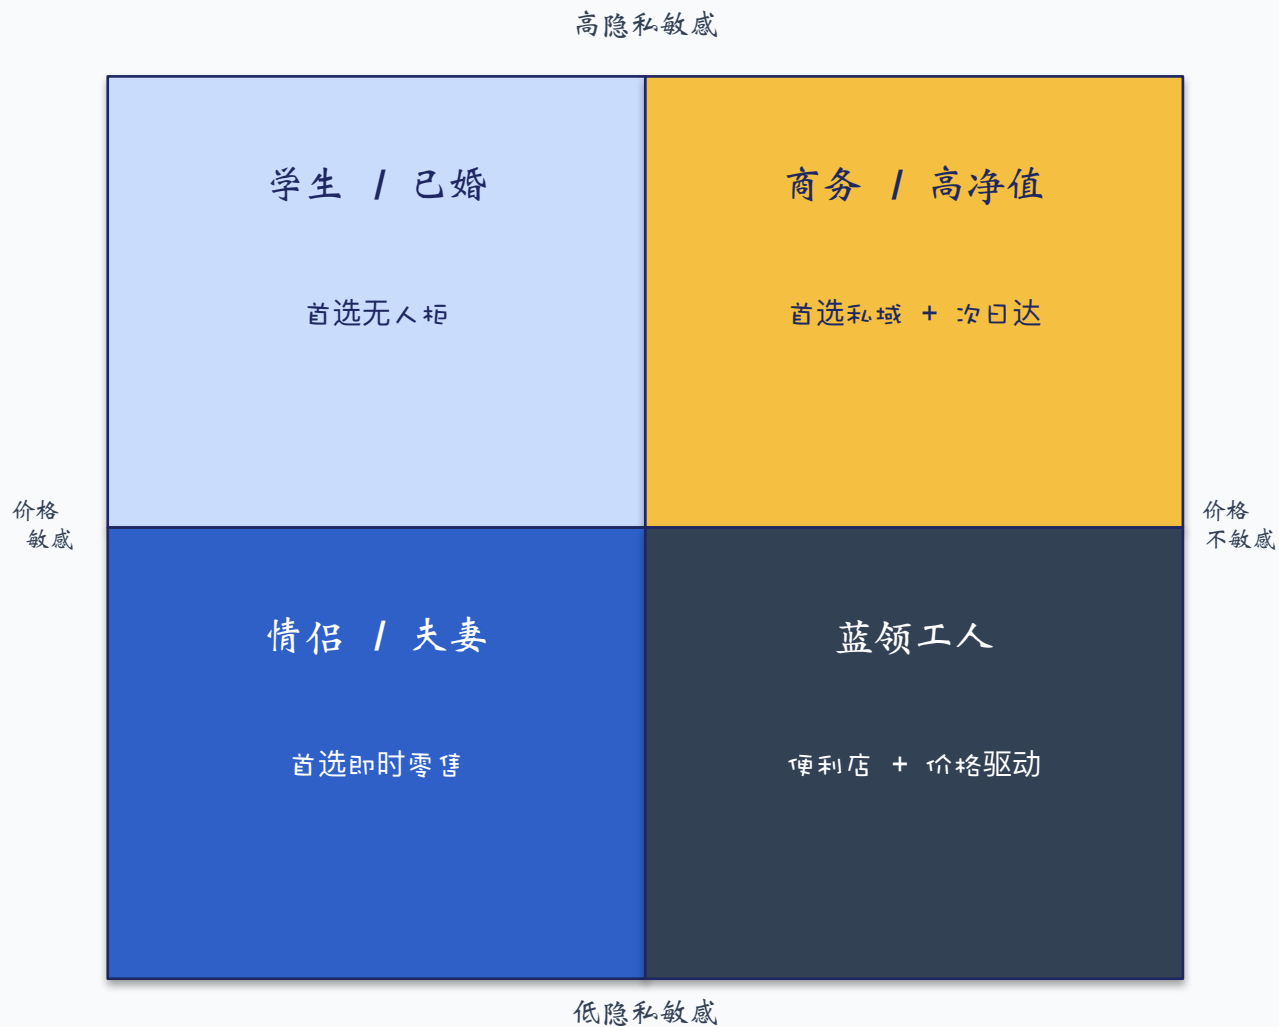 高隐私敏感
学生 / 已婚
商务 / 高净值
首选无人柜
首选私域 + 次日达
价格
敏感
价格
不敏感
情侣 / 夫妻
蓝领工人
首选即时零售
便利店 + 价格驱动
低隐私敏感